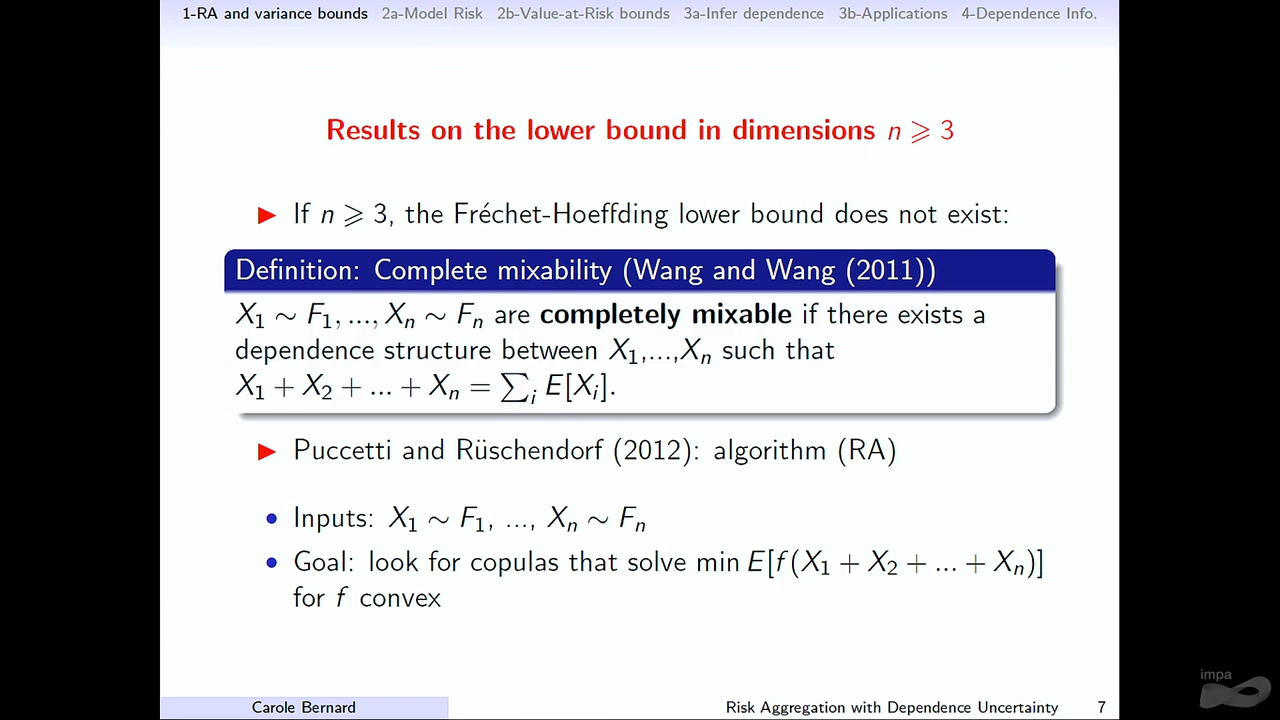 1-RA and variance bounds 2a-Model Risk 2b-Value-at-Risk bounds 3a-Infer dependence 3b-Applications 4-Dependence Info.
Results on the lower bound in dimensions n ⩾ 3
▶ If n ⩾ 3, the Fréchet-Hoeffding lower bound does not exist:
Definition: Complete mixability (Wang and Wang (2011))
X₁ ∼ F₁, ..., Xₙ ∼ Fₙ are completely mixable if there exists a
dependence structure between X₁,...,Xₙ such that
X₁ + X₂ + ... + Xₙ = ∑ᵢ E[Xᵢ].
▶ Puccetti and Rüschendorf (2012): algorithm (RA)
• Inputs: X₁ ∼ F₁, ..., Xₙ ∼ Fₙ
• Goal: look for copulas that solve min E[f(X₁ + X₂ + ... + Xₙ)]
for f convex
impa
Carole Bernard Risk Aggregation with Dependence Uncertainty 7